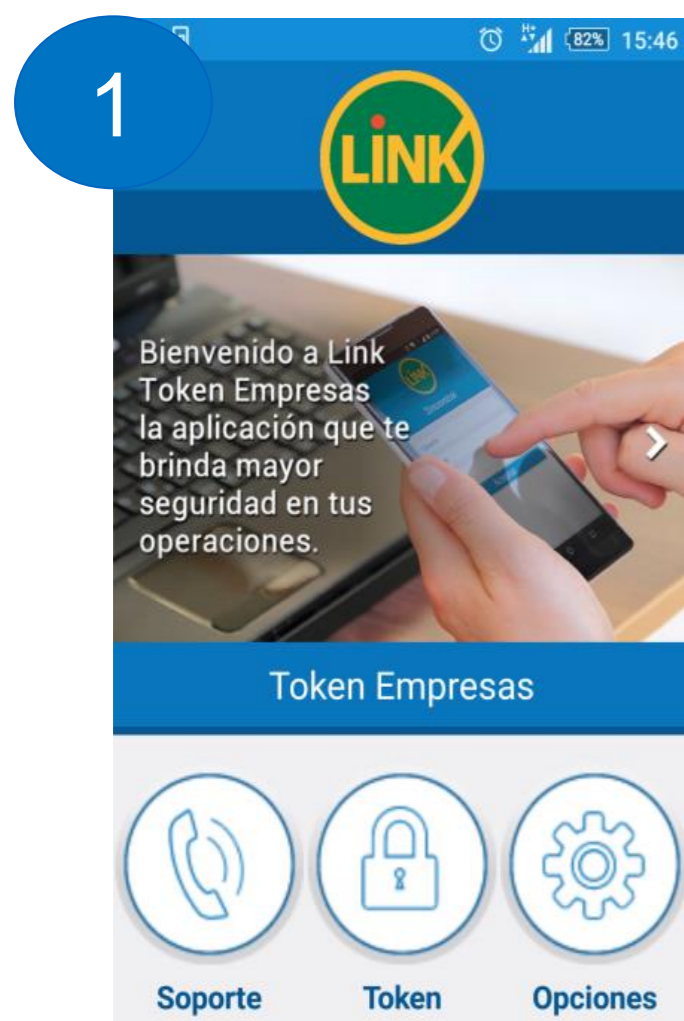 1
H+
82%
15:46
LINK
Bienvenido a Link
Token Empresas
la aplicación que te
brinda mayor
seguridad en tus
operaciones.
Token Empresas
Soporte
Token
Opciones